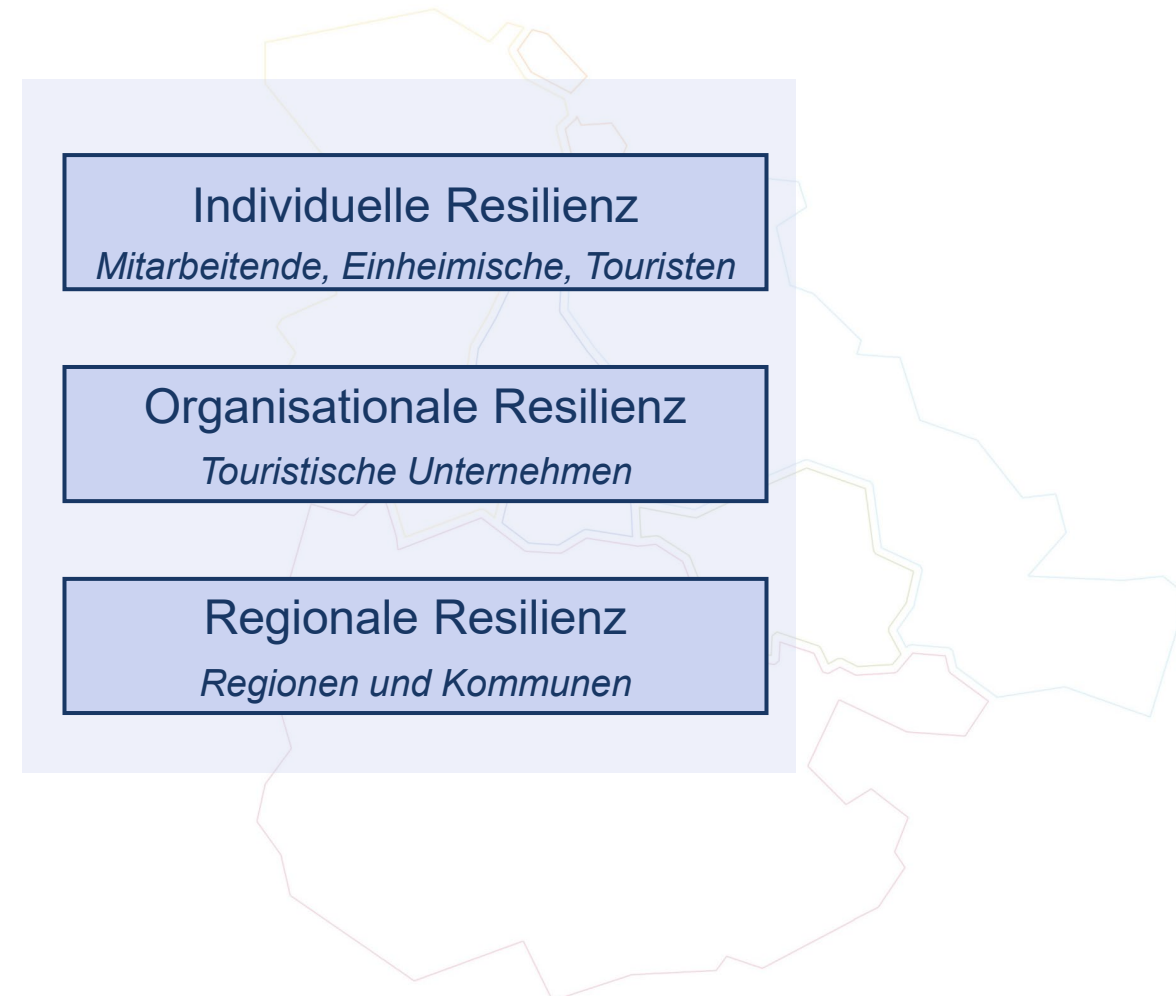 Individuelle Resilienz
Mitarbeitende, Einheimische, Touristen
Organisationale Resilienz
Touristische Unternehmen
Regionale Resilienz
Regionen und Kommunen